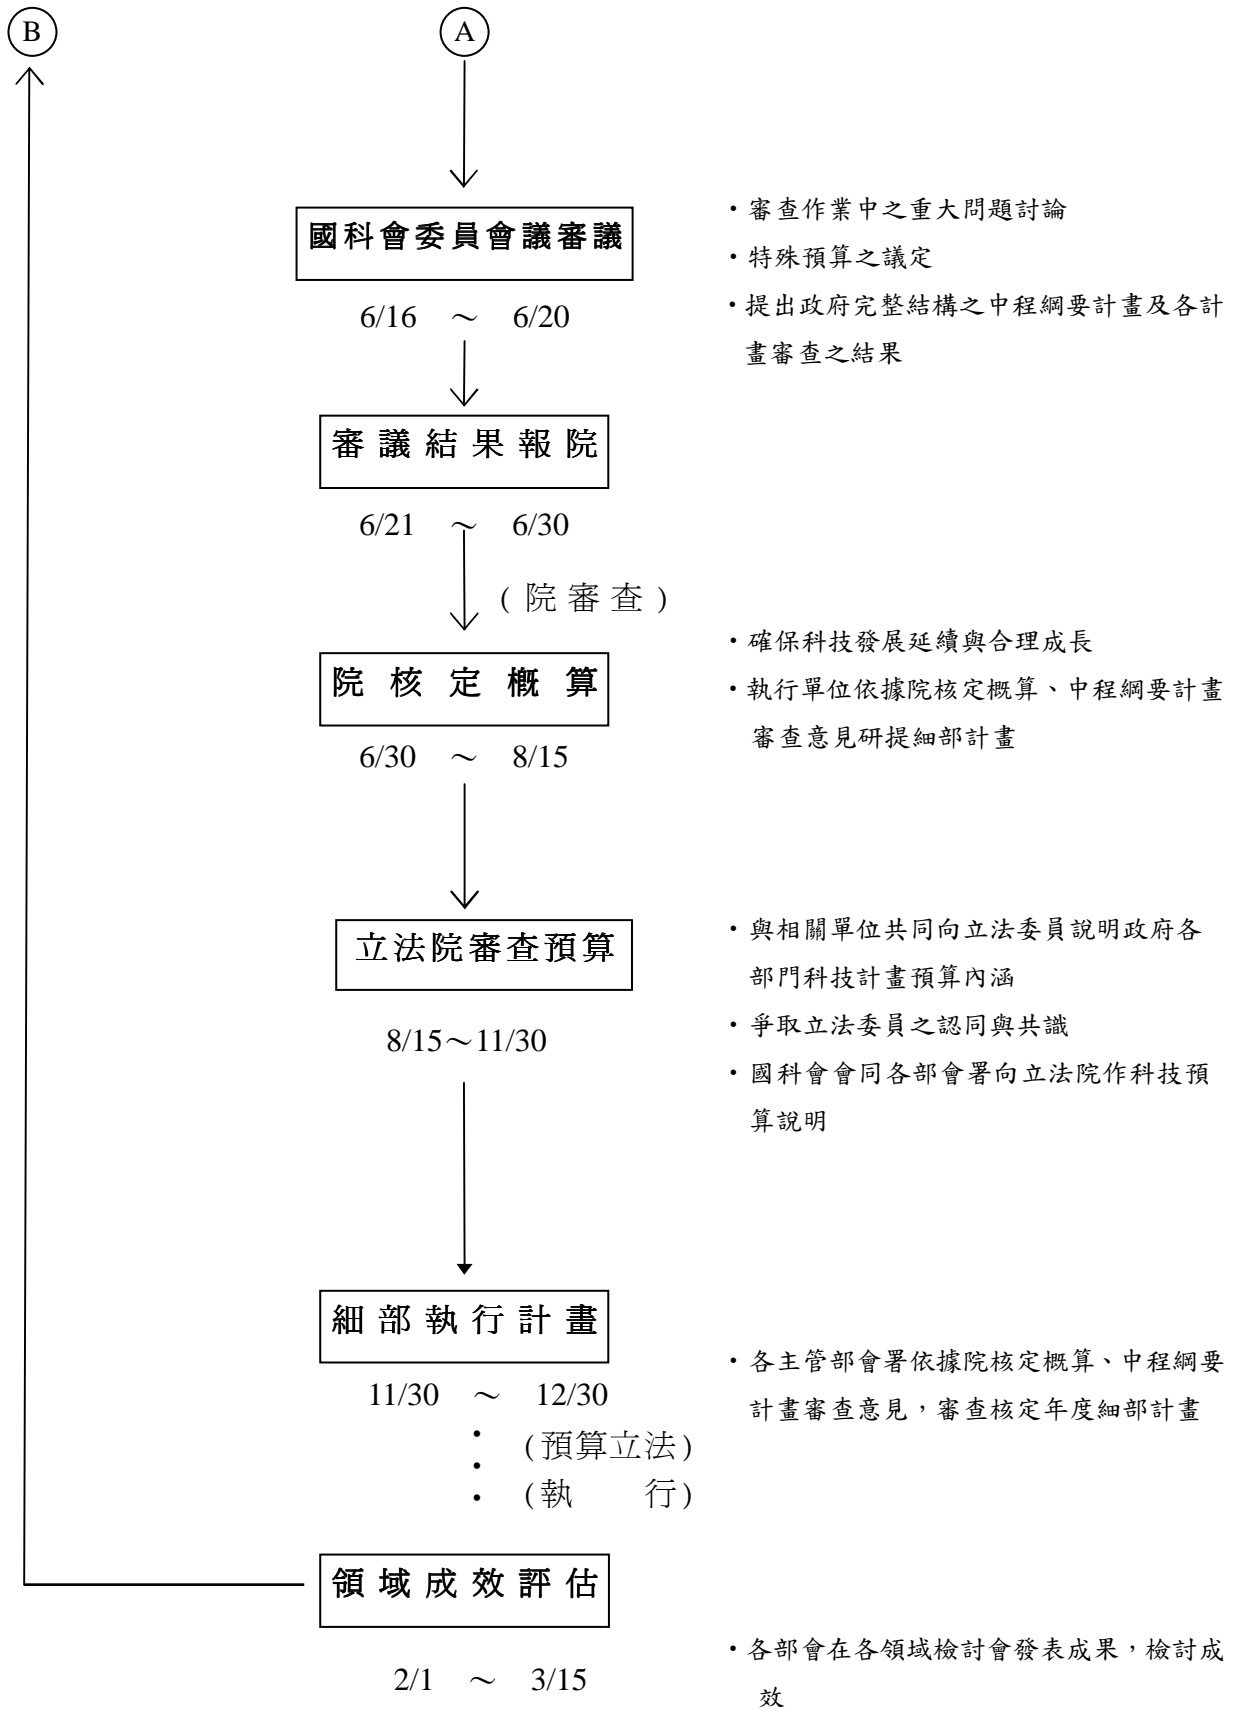 B
A
國科會委員會議審議
6/16 ～ 6/20
・審查作業中之重大問題討論
・特殊預算之議定
・提出政府完整結構之中程綱要計畫及各計
畫審查之結果
審議結果報院
6/21 ～ 6/30
(院審查)
院核定概算
6/30 ～ 8/15
・確保科技發展延續與合理成長
・執行單位依據院核定概算、中程綱要計畫
審查意見研提細部計畫
立法院審查預算
8/15～11/30
・與相關單位共同向立法委員說明政府各
部門科技計畫預算內涵
・爭取立法委員之認同與共識
・國科會會同各部會署向立法院作科技預
算說明
細部執行計畫
11/30 ～ 12/30
(預算立法)
(執　　行)
・各主管部會署依據院核定概算、中程綱要
計畫審查意見，審查核定年度細部計畫
領域成效評估
2/1 ～ 3/15
・各部會在各領域檢討會發表成果，檢討成
效